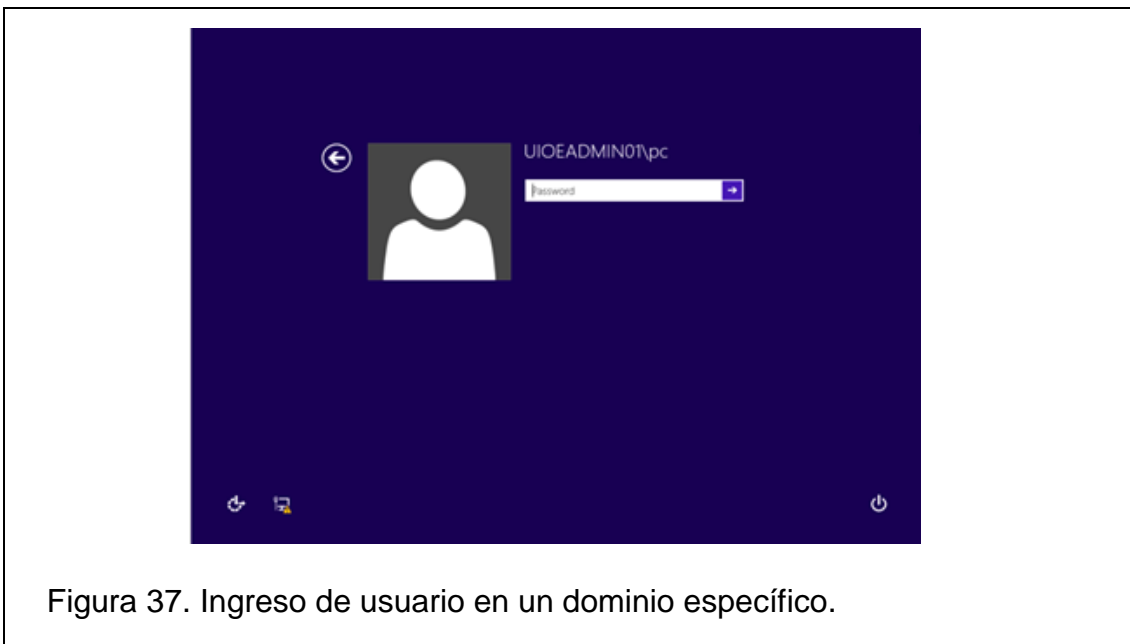 UIOEADMIN01\pc
Password
Figura 37. Ingreso de usuario en un dominio específico.